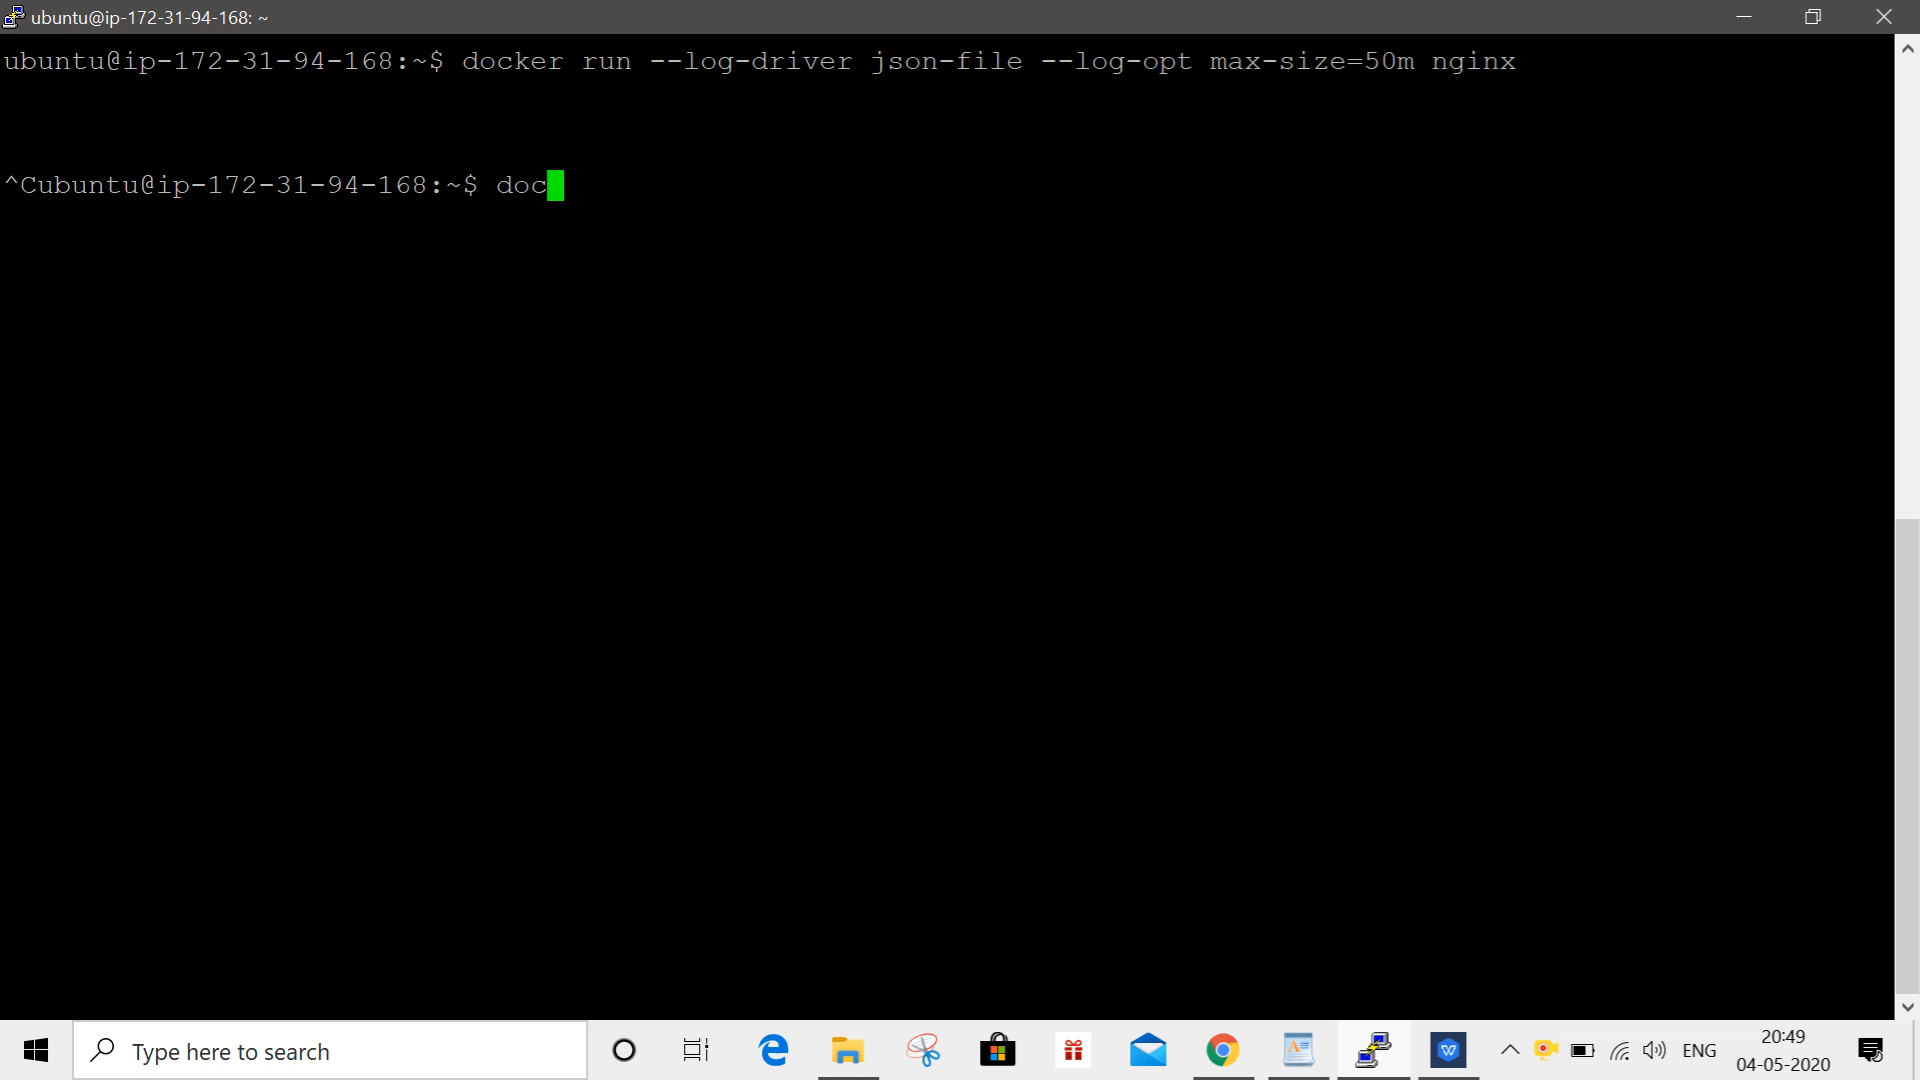 ubuntu@ip-172-31-94-168: ~
ubuntu@ip-172-31-94-168:~$ docker run --log-driver json-file --log-opt max-size=50m nginx
^Cubuntu@ip-172-31-94-168:~$ doc
Type here to search
ENG
20:49
04-05-2020